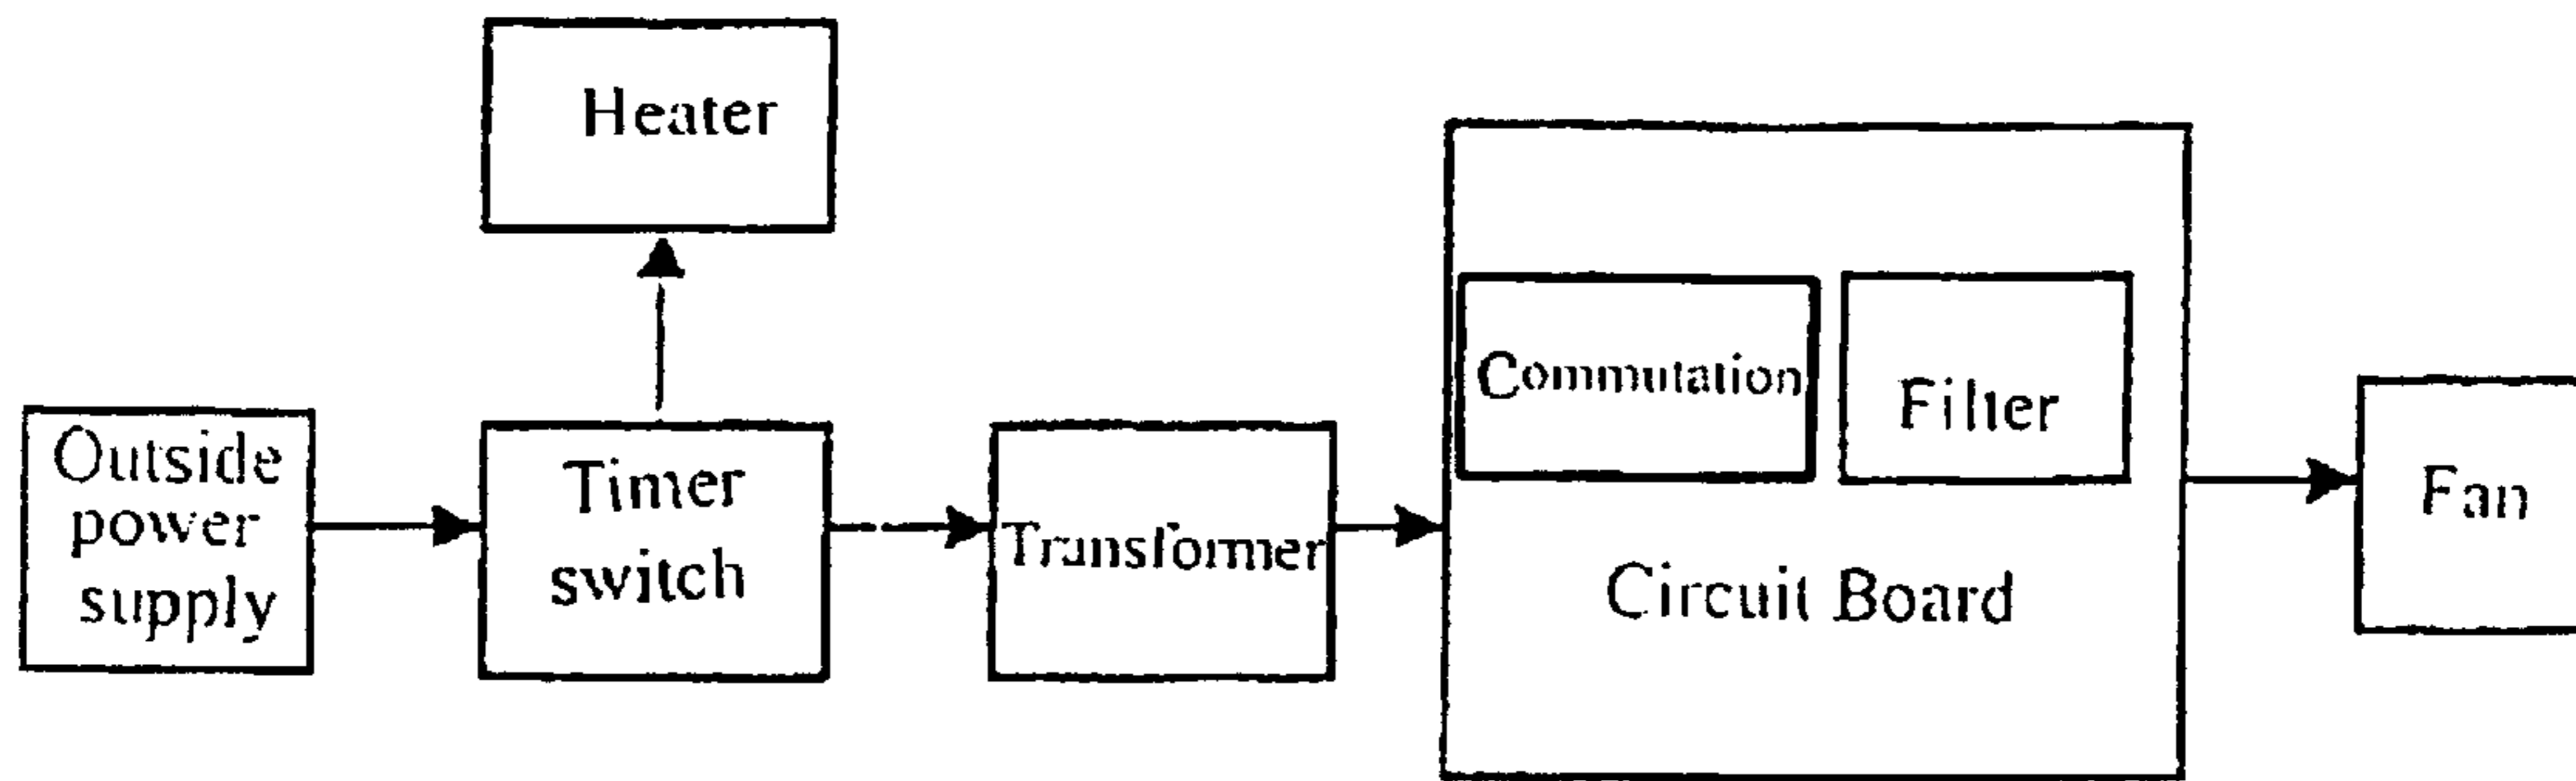 Heater
Outside
power
supply
Timer
switch
Transformer
Commutation
Filter
Circuit Board
Fan